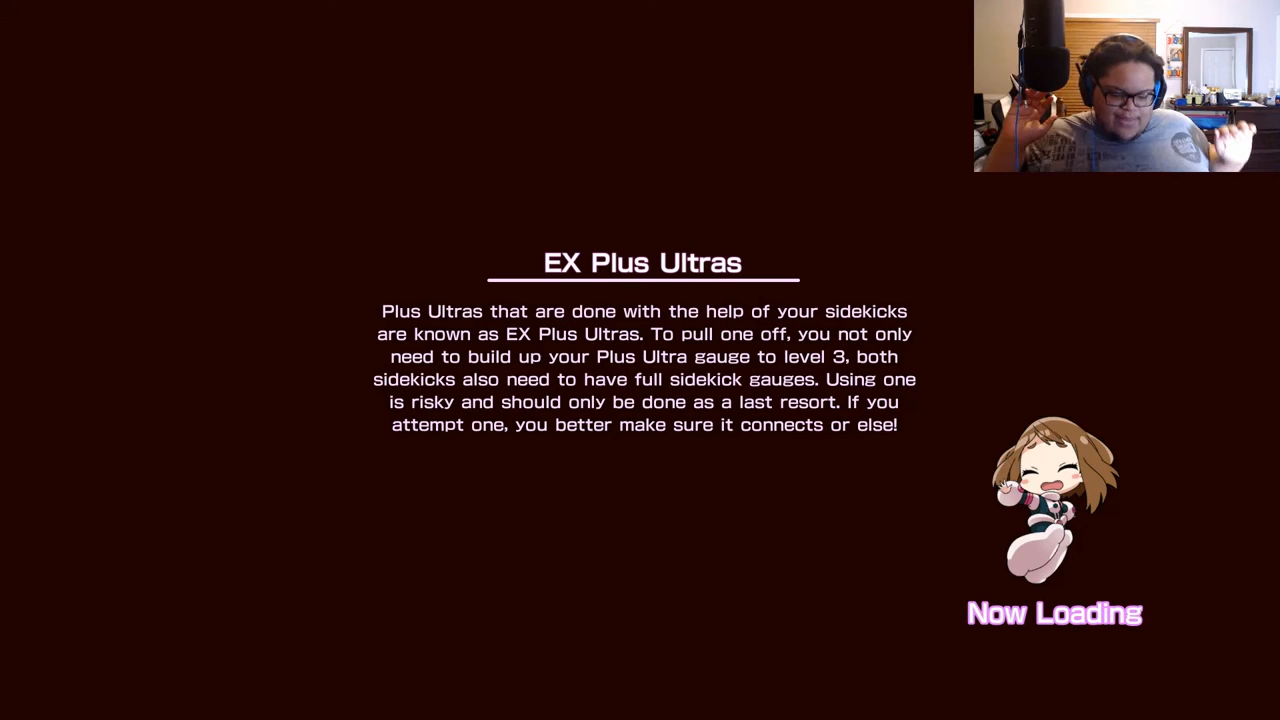 EX Plus Ultras
Plus Ultras that are done with the help of your sidekicks
are known as EX Plus Ultras. To pull one off, you not only
need to build up your Plus Ultra gauge to level 3, both
sidekicks also need to have full sidekick gauges. Using one
is risky and should only be done as a last resort. If you
attempt one, you better make sure it connects or else!
Now Loading